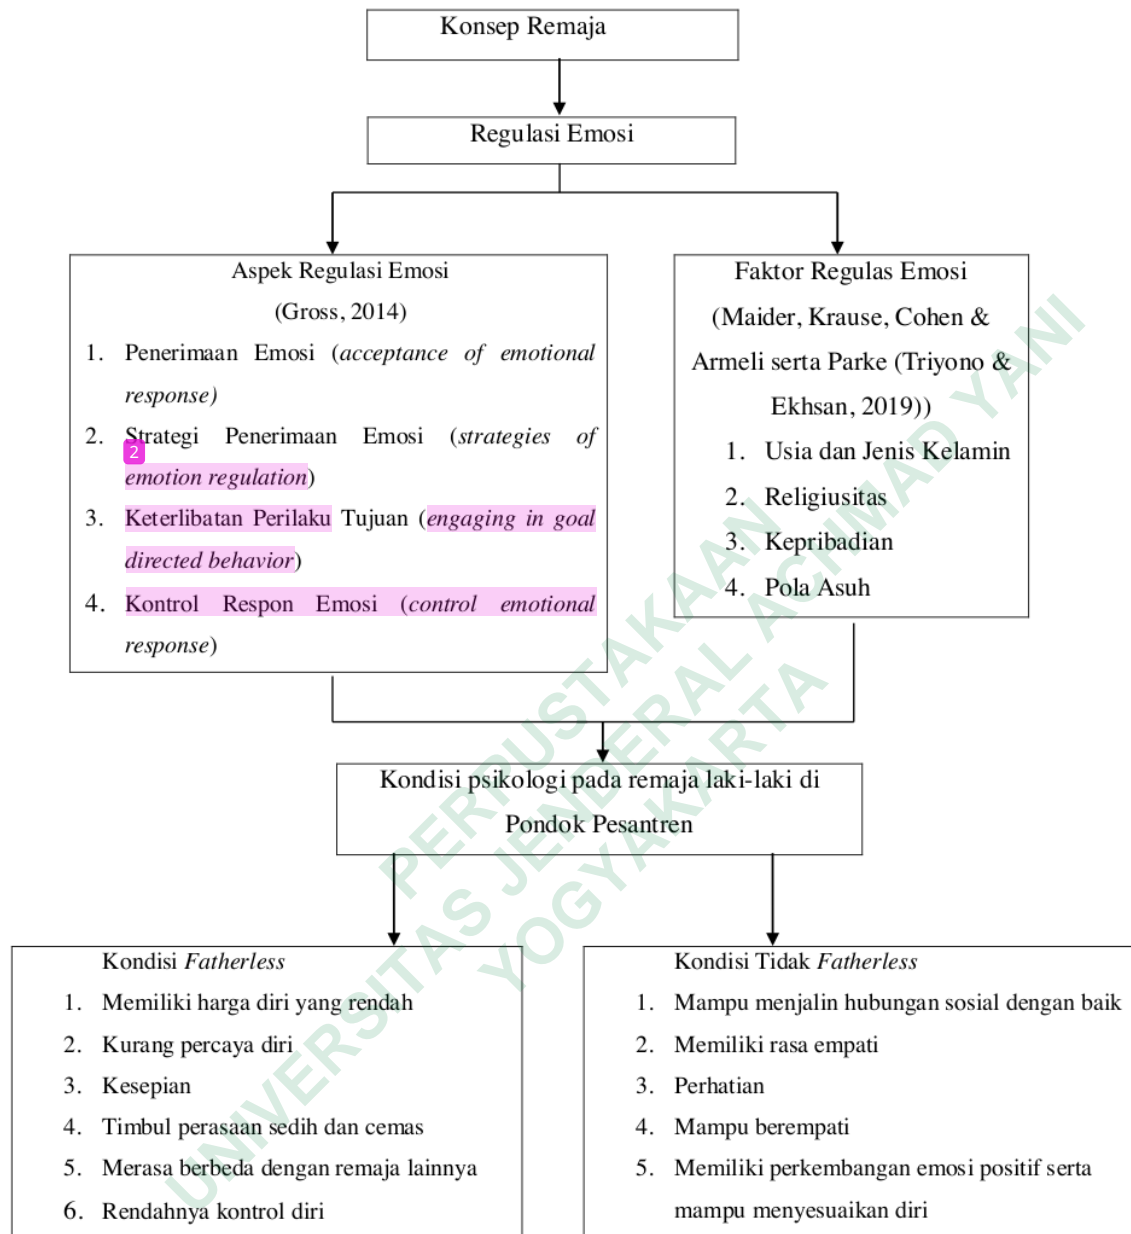 Konsep Remaja
Regulasi Emosi
Aspek Regulasi Emosi
(Gross, 2014)
1. Penerimaan Emosi (acceptance of emotional
response)
2. Strategi Penerimaan Emosi (strategies of
2
emotion regulation)
3. Keterlibatan Perilaku Tujuan (engaging in goal
directed behavior)
4. Kontrol Respon Emosi (control emotional
response)
Faktor Regulas Emosi
(Maider, Krause, Cohen &
Armeli serta Parke (Triyono &
Ekhsan, 2019))
1. Usia dan Jenis Kelamin
2. Religiusitas
3. Kepribadian
4. Pola Asuh
Kondisi psikologi pada remaja laki-laki di
Pondok Pesantren
Kondisi Fatherless
1. Memiliki harga diri yang rendah
2. Kurang percaya diri
3. Kesepian
4. Timbul perasaan sedih dan cemas
5. Merasa berbeda dengan remaja lainnya
6. Rendahnya kontrol diri
Kondisi Tidak Fatherless
1. Mampu menjalin hubungan sosial dengan baik
2. Memiliki rasa empati
3. Perhatian
4. Mampu berempati
5. Memiliki perkembangan emosi positif serta
mampu menyesuaikan diri
PERPUSTAKAAN
UNIVERSITAS JENDERAL ACHMAD YANI
YOGYAKARTA